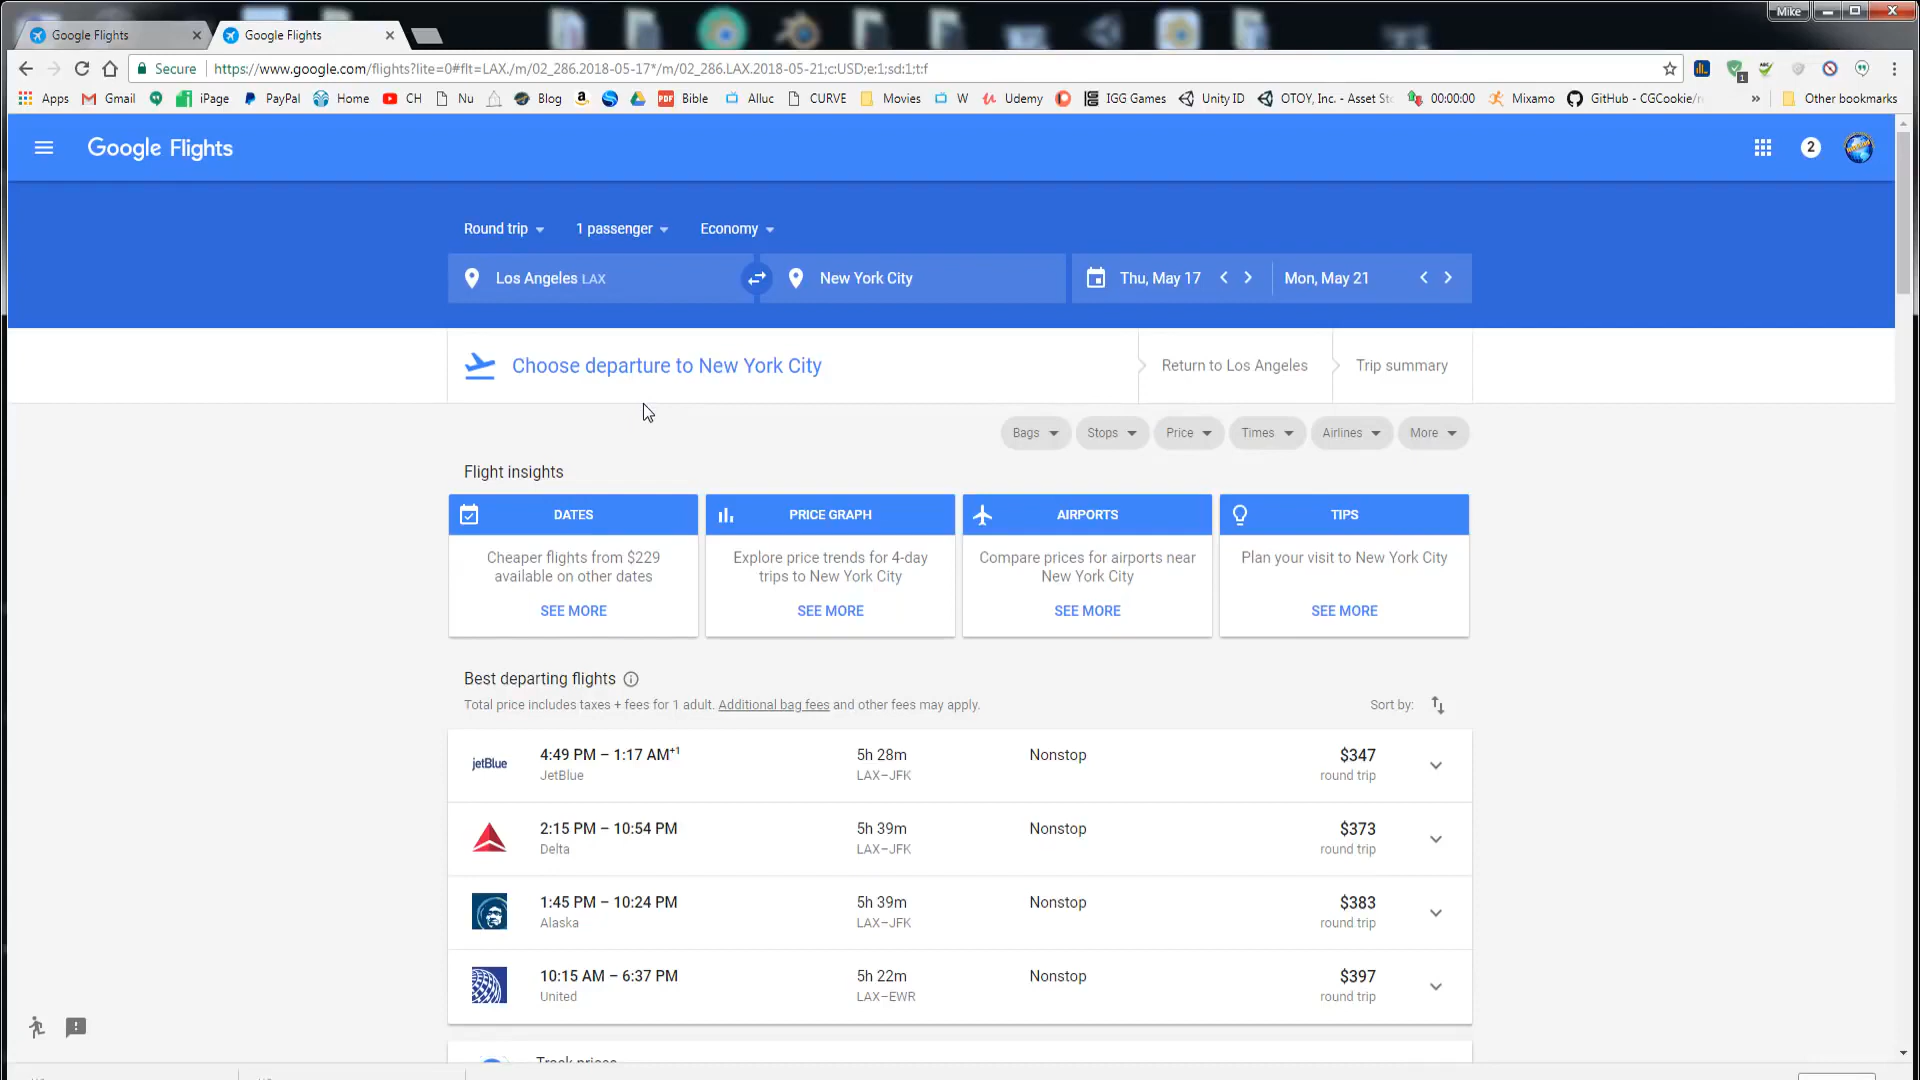 Mike
Google Flights
Google Flights
Secure https://www.google.com/flights?lite=0#flt=LAX./m/02_286.2018-05-17*/m/02_286.LAX.2018-05-21;c:USD;e:1;sd:1;t:f
1
Apps Gmail iPage PayPal Home CH Nu Blog Bible Alluc CURVE Movies W Udemy IGG Games Unity ID OTOY, Inc. - Asset St 00:00:00 Mixamo GitHub - CGCookie/r » Other bookmarks
Google Flights 2
Round trip 1 passenger Economy
Los Angeles LAX New York City Thu, May 17 Mon, May 21
Choose departure to New York City Return to Los Angeles Trip summary
Bags Stops Price Times Airlines More
Flight insights
DATES
Cheaper flights from $229
available on other dates
SEE MORE
PRICE GRAPH
Explore price trends for 4-day
trips to New York City
SEE MORE
AIRPORTS
Compare prices for airports near
New York City
SEE MORE
TIPS
Plan your visit to New York City
SEE MORE
Best departing flights
Total price includes taxes + fees for 1 adult. Additional bag fees and other fees may apply. Sort by:
jetBlue 4:49 PM – 1:17 AM+1 5h 28m Nonstop $347
JetBlue LAX–JFK round trip
2:15 PM – 10:54 PM 5h 39m Nonstop $373
Delta LAX–JFK round trip
1:45 PM – 10:24 PM 5h 39m Nonstop $383
Alaska LAX–JFK round trip
10:15 AM – 6:37 PM 5h 22m Nonstop $397
United LAX–EWR round trip
Track prices